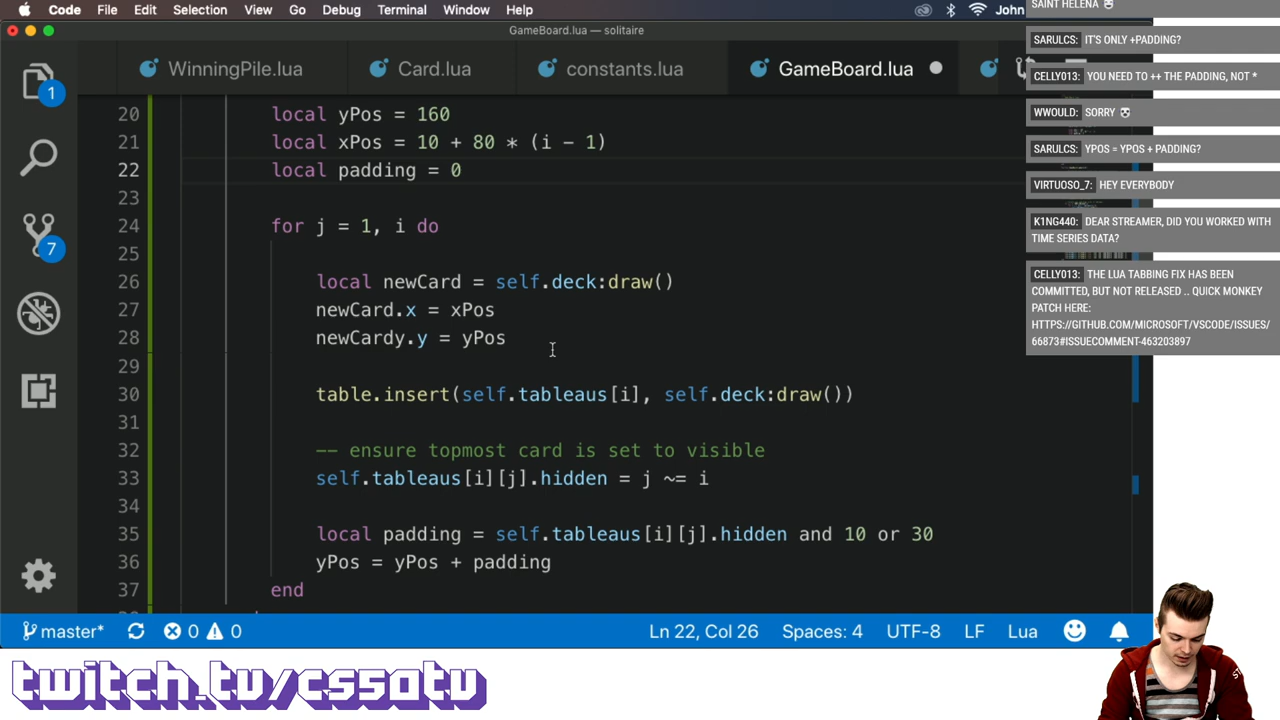 Code File Edit Selection View Go Debug Terminal Window Help John
GameBoard.lua — solitaire
WinningPile.lua Card.lua constants.lua GameBoard.lua
1
7
20 local yPos = 160
21 local xPos = 10 + 80 * (i - 1)
22 local padding = 0
23
24 for j = 1, i do
25
26 local newCard = self.deck:draw()
27 newCard.x = xPos
28 newCardy.y = yPos
29
30 table.insert(self.tableaus[i], self.deck:draw())
31
32 -- ensure topmost card is set to visible
33 self.tableaus[i][j].hidden = j ~= i
34
35 local padding = self.tableaus[i][j].hidden and 10 or 30
36 yPos = yPos + padding
37 end
master* 0 0 Ln 22, Col 26 Spaces: 4 UTF-8 LF Lua
SAINT HELENA
SARULCS: IT'S ONLY +PADDING?
CELLY013: YOU NEED TO ++ THE PADDING, NOT *
WWOULD: SORRY
SARULCS: YPOS = YPOS + PADDING?
VIRTUOSO_7: HEY EVERYBODY
K1NG440: DEAR STREAMER, DID YOU WORKED WITH
TIME SERIES DATA?
CELLY013: THE LUA TABBING FIX HAS BEEN
COMMITTED, BUT NOT RELEASED .. QUICK MONKEY
PATCH HERE:
HTTPS://GITHUB.COM/MICROSOFT/VSCODE/ISSUES/
66873#ISSUECOMMENT-463203897
twitch.tv/cssatv